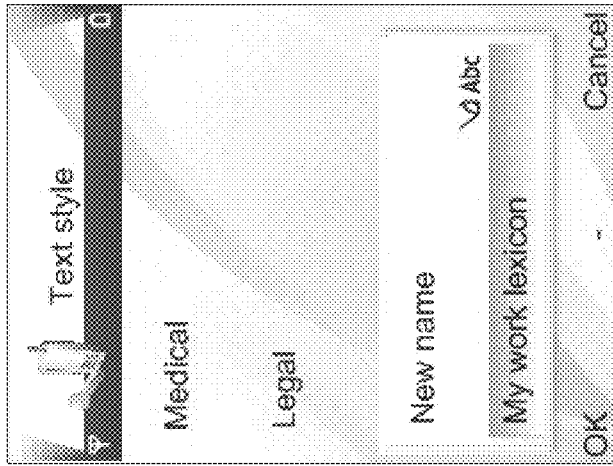 Text style
Medical
Legal
New name
Abc
My work lexicon
OK
Cancel